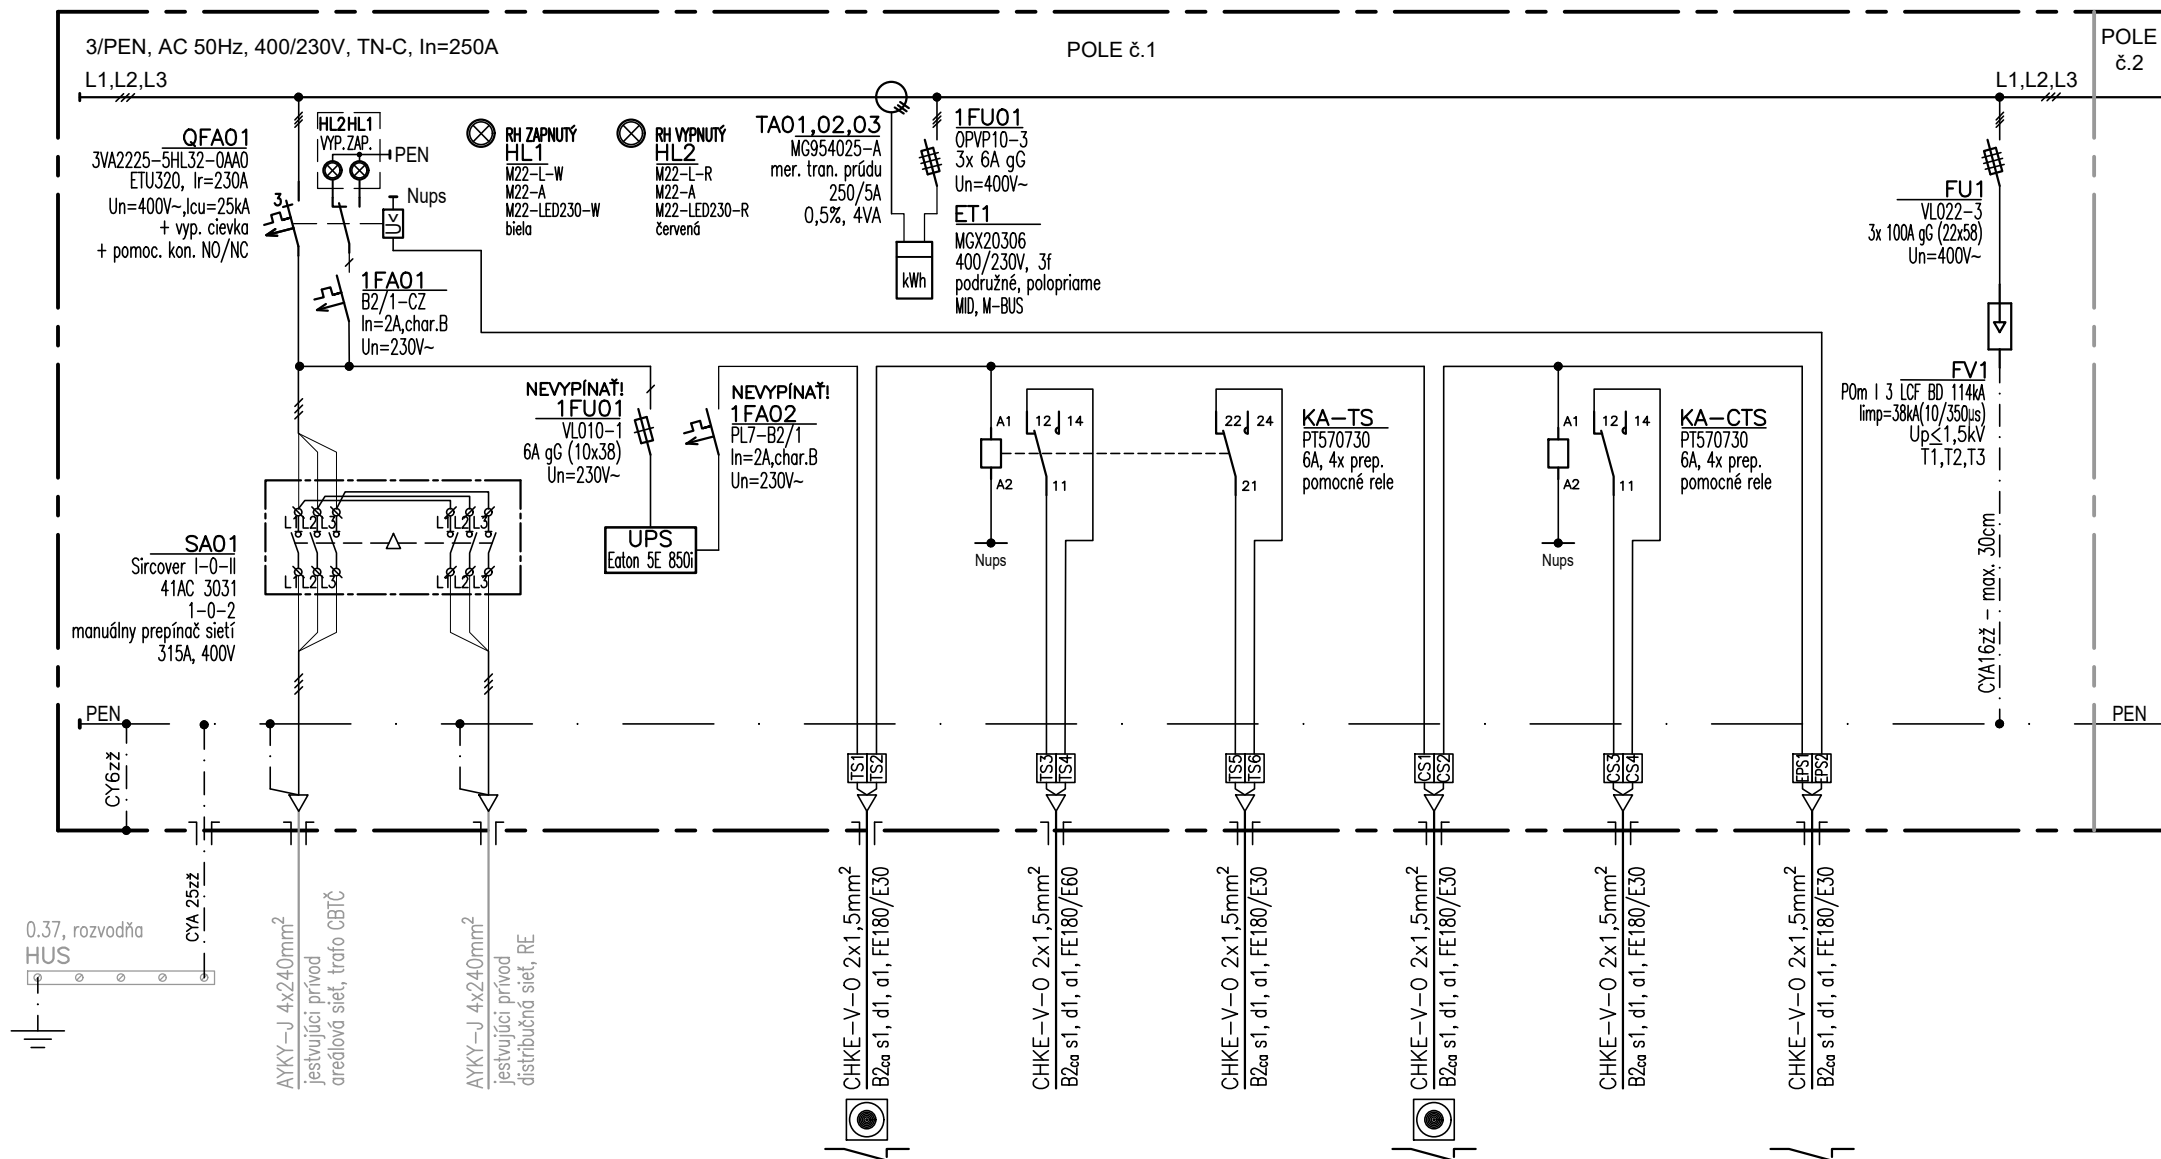 3/PEN, AC 50Hz, 400/230V, TN-C, In=250A
POLE č.1
POLE
č.2
L1,L2,L3
L1,L2,L3
QFA01
3VA2225-5HL32-0AA0
ETU320, Ir=230A
Un=400V~,Icu=25kA
+ vyp. cievka
+ pomoc. kon. NO/NC
HL2 HL1
VYP. ZAP.
PEN
Nups
3
U<
1FA01
B2/1-CZ
In=2A,char.B
Un=230V~
RH ZAPNUTÝ
HL1
M22-L-W
M22-A
M22-LED230-W
biela
RH VYPNUTÝ
HL2
M22-L-R
M22-A
M22-LED230-R
červená
TA01,02,03
MG954025-A
mer. tran. prúdu
250/5A
0,5%, 4VA
1FU01
OPVP10-3
3x 6A gG
Un=400V~
ET1
MGX20306
400/230V, 3f
podružné, polopriame
MID, M-BUS
kWh
FU1
VL022-3
3x 100A gG (22x58)
Un=400V~
FV1
POm I 3 LCF BD 114kA
Iimp=38kA(10/350us)
Up≤1,5kV
T1,T2,T3
CYA16zž - max. 30cm
NEVYPÍNAŤ!
1FU01
VL010-1
6A gG (10x38)
Un=230V~
NEVYPÍNAŤ!
1FA02
PL7-B2/1
In=2A,char.B
Un=230V~
UPS
Eaton 5E 850i
A1
A2
Nups
12 14
11
22 24
21
KA-TS
PT570730
6A, 4x prep.
pomocné rele
A1
A2
Nups
12 14
11
KA-CTS
PT570730
6A, 4x prep.
pomocné rele
SA01
Sircover I-0-II
41AC 3031
1-0-2
manuálny prepínač sietí
315A, 400V
L1 L2 L3
L1 L2 L3
L1 L2 L3
L1 L2 L3
PEN
PEN
CY6zž
TS1 TS2
TS3 TS4
TS5 TS6
CS1 CS2
CS3 CS4
EPS1 EPS2
CYA 25zž
0.37, rozvodňa
HUS
AYKY-J 4x240mm²
jestvujúci prívod
areálová sieť, trafo CBTČ
AYKY-J 4x240mm²
jestvujúci prívod
distribučná sieť, RE
CHKE-V-O 2x1,5mm²
B2ca s1, d1, a1, FE180/E30
CHKE-V-O 2x1,5mm²
B2ca s1, d1, a1, FE180/E60
CHKE-V-O 2x1,5mm²
B2ca s1, d1, a1, FE180/E30
CHKE-V-O 2x1,5mm²
B2ca s1, d1, a1, FE180/E30
CHKE-V-O 2x1,5mm²
B2ca s1, d1, a1, FE180/E30
CHKE-V-O 2x1,5mm²
B2ca s1, d1, a1, FE180/E30